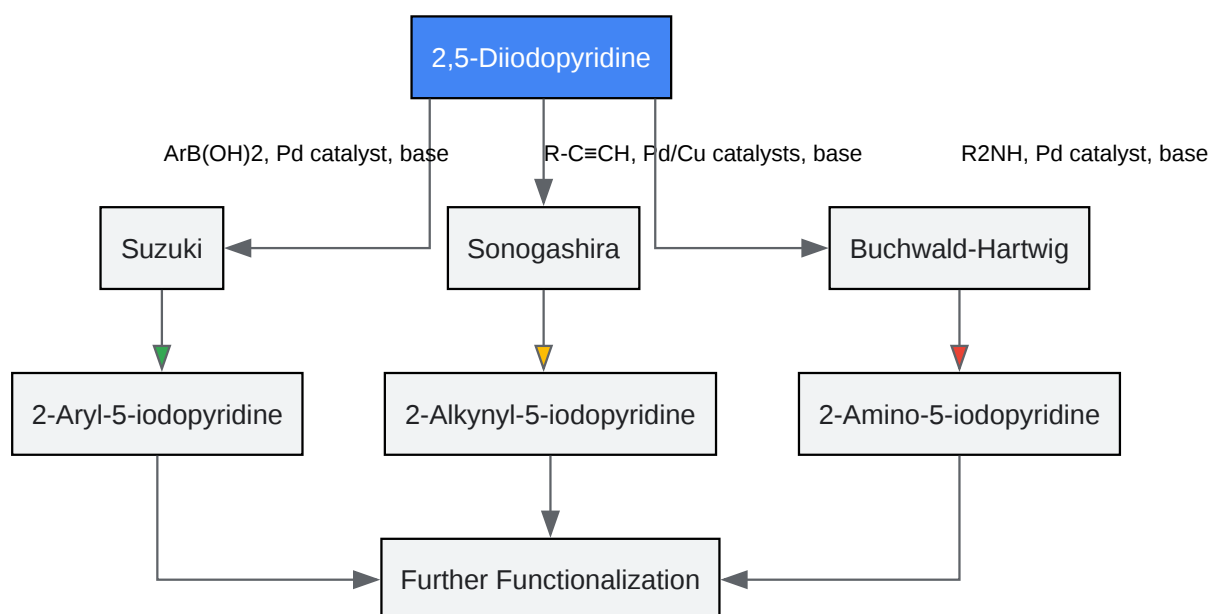 2,5-Diiodopyridine
ArB(OH)2, Pd catalyst, base
R-C≡CH, Pd/Cu catalysts, base
R2NH, Pd catalyst, base
Suzuki
Sonogashira
Buchwald-Hartwig
2-Aryl-5-iodopyridine
2-Alkynyl-5-iodopyridine
2-Amino-5-iodopyridine
Further Functionalization